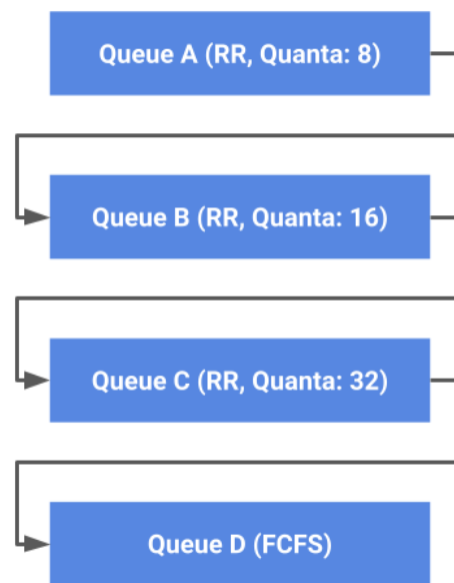 Queue A (RR, Quanta: 8)
Queue B (RR, Quanta: 16)
Queue C (RR, Quanta: 32)
Queue D (FCFS)